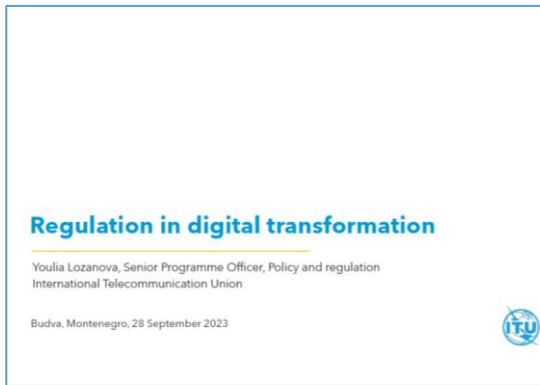 Regulation in digital transformation
Youlia Lozanova, Senior Programme Officer, Policy and regulation
International Telecommunication Union
Budva, Montenegro, 28 September 2023
ITU